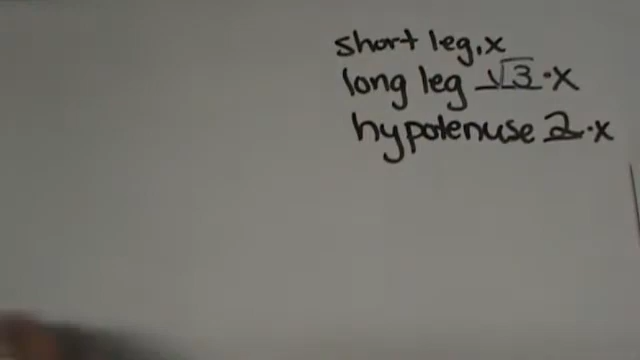 short leg, x
long leg √3·x
hypotenuse 2·x